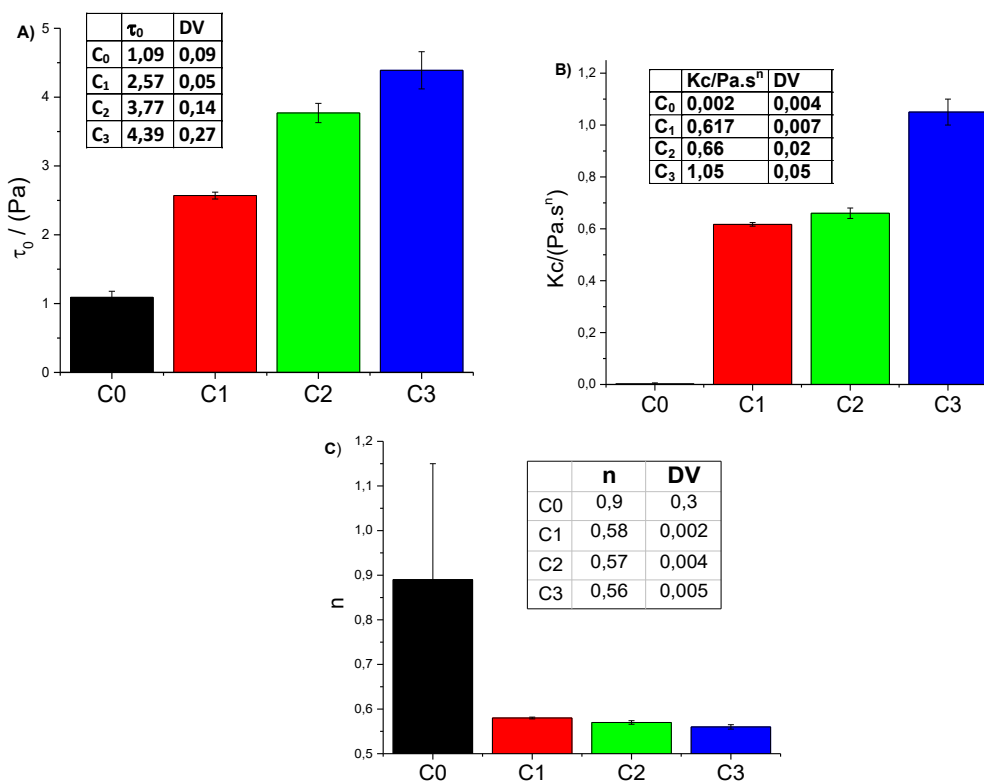 A)
τ0 DV
C0 1,09 0,09
C1 2,57 0,05
C2 3,77 0,14
C3 4,39 0,27
5
4
3
2
1
0
τ0 / (Pa)
C0 C1 C2 C3
B)
Kc/Pa.s^n DV
C0 0,002 0,004
C1 0,617 0,007
C2 0,66 0,02
C3 1,05 0,05
1,2
1,0
0,8
0,6
0,4
0,2
0,0
Kc/(Pa.s^n)
C0 C1 C2 C3
C)
n DV
C0 0,9 0,3
C1 0,58 0,002
C2 0,57 0,004
C3 0,56 0,005
1,2
1,1
1,0
0,9
0,8
0,7
0,6
0,5
n
C0 C1 C2 C3